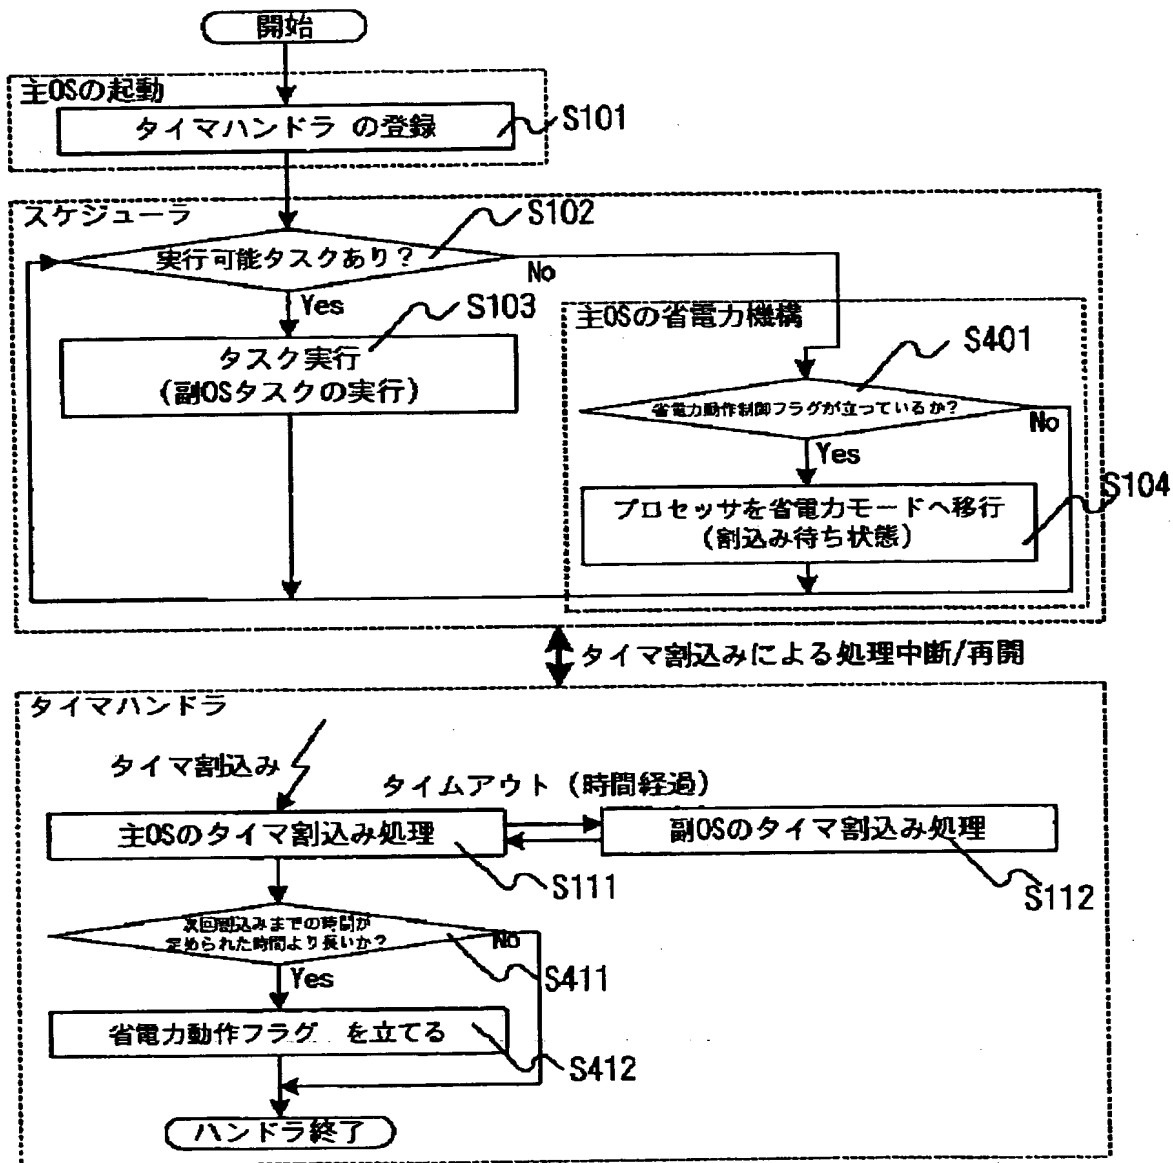 開始
主OSの起動
タイマハンドラ の登録
S101
スケジューラ
S102
実行可能タスクあり?
No
Yes
S103
主OSの省電力機構
タスク実行
(副OSタスクの実行)
S401
省電力動作制御フラグが立つているか?
No
Yes
S104
プロセッサを省電力モードへ移行
(割込み待ち状態)
タイマ割込みによる処理中断/再開
タイマハンドラ
タイマ割込み
タイムアウト(時間経過)
主OSのタイマ割込み処理
副OSのタイマ割込み処理
S111
S112
次回割込みまでの時間が
定められた時間より長いか?
No
S411
Yes
省電力動作フラグ を立てる
S412
ハンドラ終了